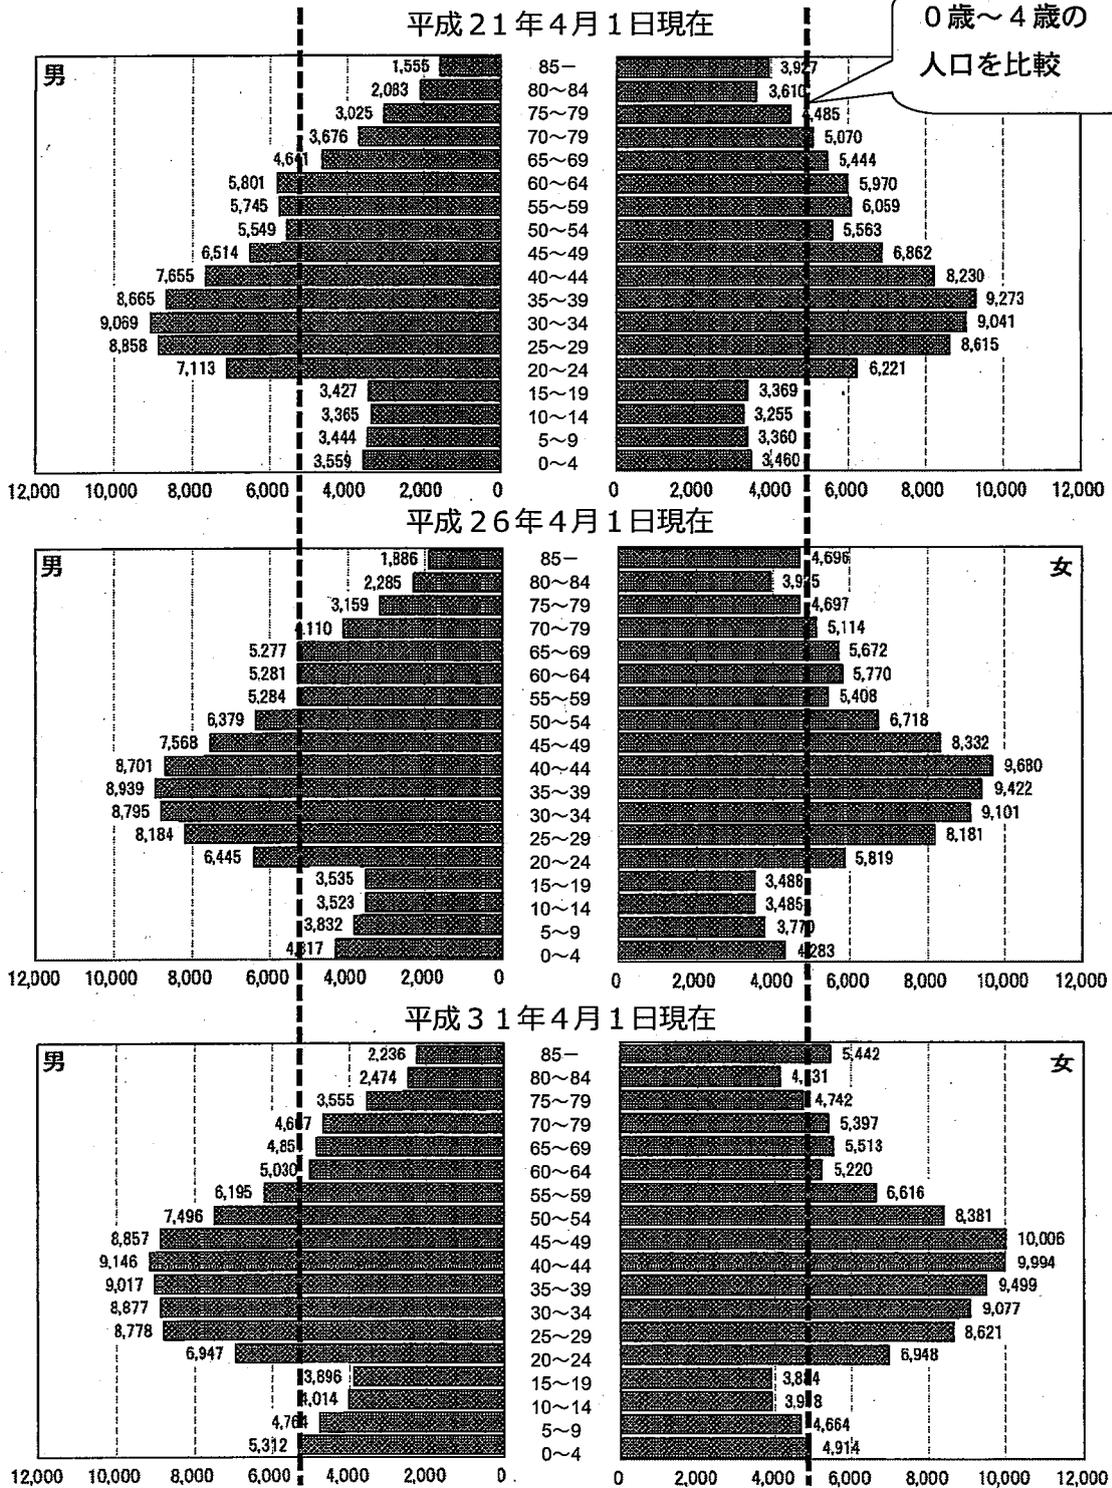 平成21年4月1日現在
0歳～4歳の
人口を比較
男
1,555 85－ 3,927
2,083 80～84 3,610
3,025 75～79 4,485
3,676 70～79 5,070
65～69 5,444
5,801 60～64 5,970
5,745 55～59 6,059
5,549 50～54 5,563
6,514 45～49 6,862
7,655 40～44 8,230
8,665 35～39 9,273
9,069 30～34 9,041
8,858 25～29 8,615
7,113 20～24 6,221
3,427 15～19 3,369
3,365 10～14 3,255
3,444 5～9 3,360
3,559 0～4 3,460
12,000 10,000 8,000 6,000 4,000 2,000 0 0 2,000 4,000 6,000 8,000 10,000 12,000
平成26年4月1日現在
男 女
1,886 85－ 4,696
2,285 80～84
3,159 75～79 4,697
4,110 70～79 5,114
5.277 65～69 5,672
5.281 60～64 5,770
5,284 55～59 5,408
6,379 50～54 6,718
7,568 45～49 8,332
8,701 40～44 9,680
8,939 35～39 9,422
8,795 30～34 9,101
8,184 25～29 8,181
6,445 20～24 5,819
3,535 15～19 3,488
3,523 10～14 3,485
3,832 5～9 3,770
0～4 4,283
12,000 10,000 8,000 6,000 4,000 2,000 0 0 2,000 4,000 6,000 8,000 10,000 12,000
平成31年4月1日現在
男 女
2,236 85－ 5,442
2,474 80～84
3,555 75～79 4,742
70～79 5,397
65～69 5,513
5,030 60～64 5,220
6,195 55～59 6,616
7,496 50～54 8,381
8,857 45～49 10,006
9,146 40～44 9,994
9,017 35～39 9,499
8,877 30～34 9,077
8,778 25～29 8,621
6,947 20～24 6,948
3,896 15～19
4,014 10～14
4,764 5～9 4,664
5,312 0～4 4,914
12,000 10,000 8,000 6,000 4,000 2,000 0 0 2,000 4,000 6,000 8,000 10,000 12,000